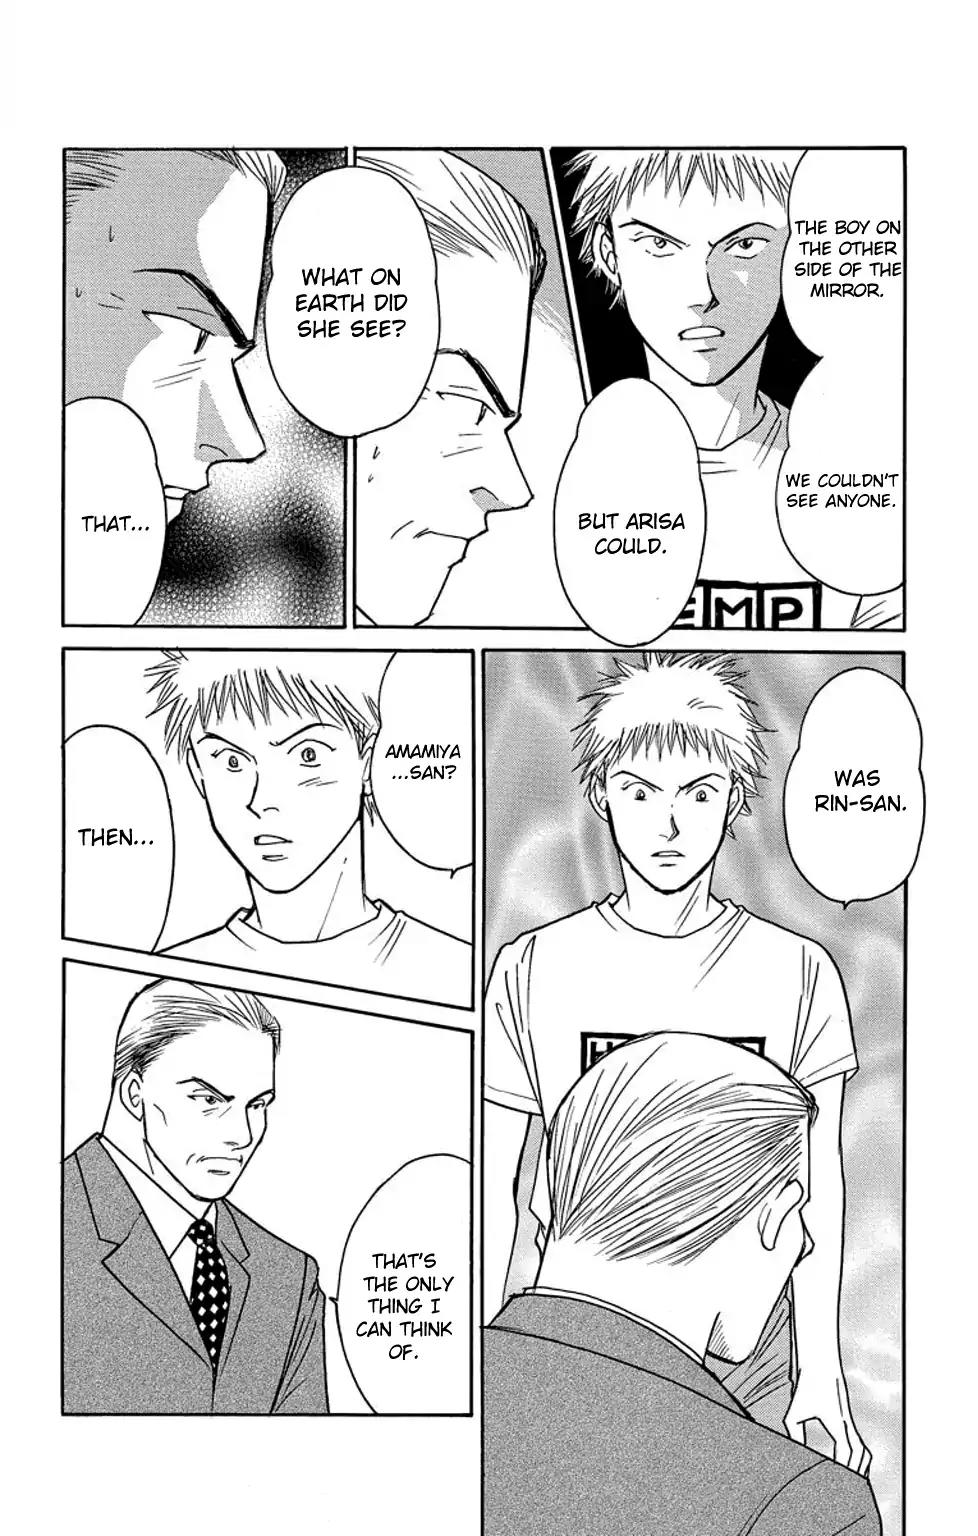 THE BOY ON
THE OTHER
SIDE OF THE
MIRROR.
WE COULDN'T
SEE ANYONE.
BUT ARISA
COULD.
EMP
WHAT ON
EARTH DID
SHE SEE?
THAT...
WAS
RIN-SAN.
H
AMAMIYA
...SAN?
THEN...
THAT'S
THE ONLY
THING I
CAN THINK
OF.